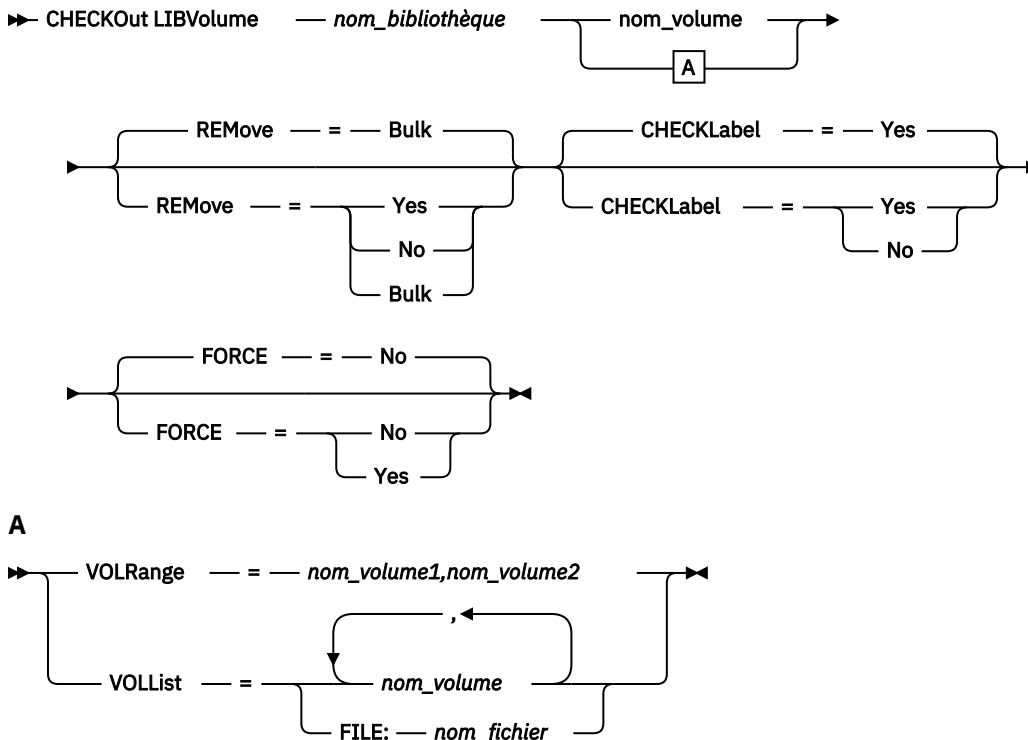 CHECKOut LIBVolume nom_bibliothèque nom_volume
A
REMove = Bulk CHECKLabel = Yes
REMove = Yes CHECKLabel = Yes
No No
Bulk
FORCE = No
FORCE = No
Yes
A
VOLRange = nom_volume1,nom_volume2
,
VOLList = nom_volume
FILE: nom_fichier